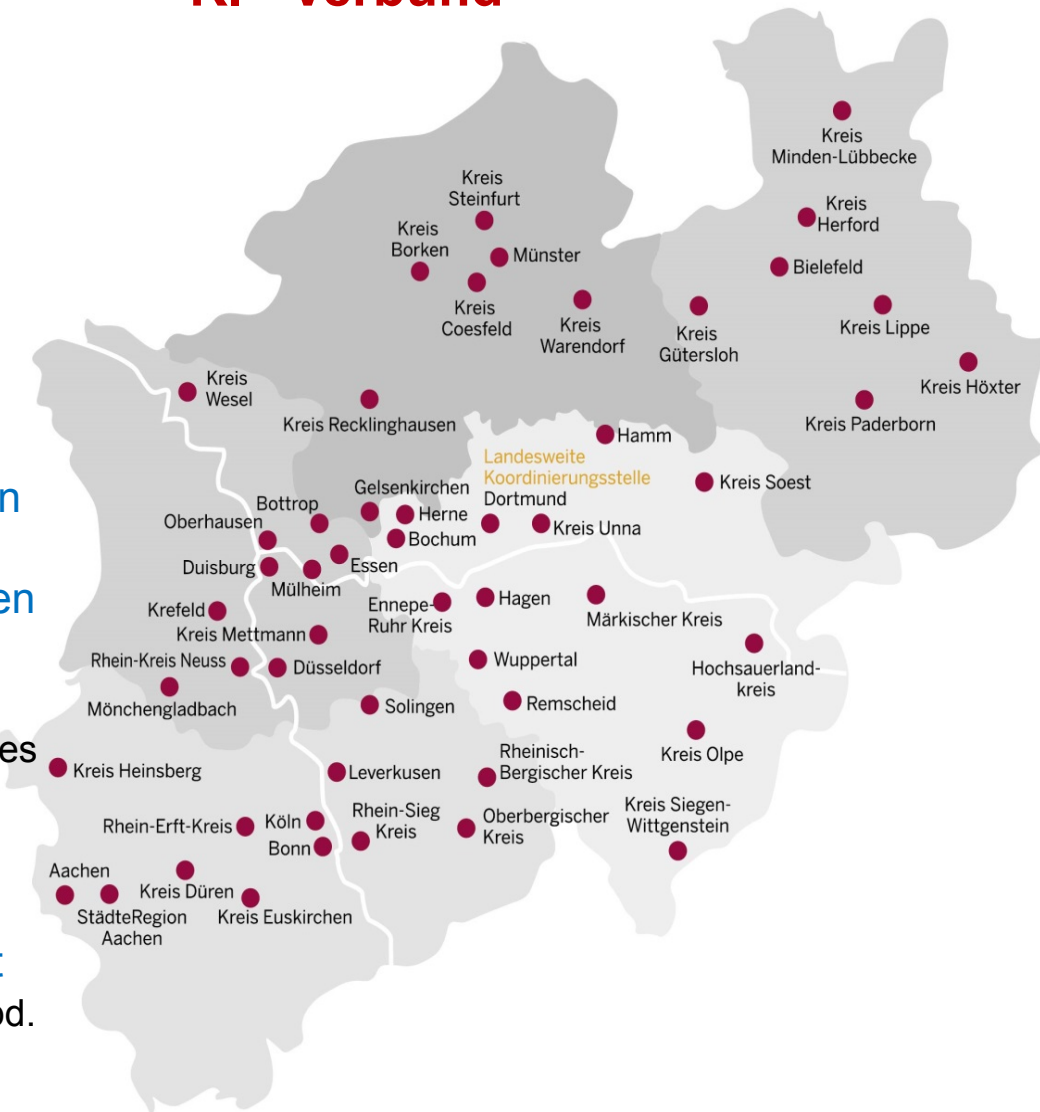 Verbund
Kreis
Minden-Lübbecke
Kreis
Steinfurt
Kreis
Herford
Kreis
Borken
Münster
Bielefeld
Kreis
Coesfeld
Kreis
Warendorf
Kreis
Gütersloh
Kreis Lippe
Kreis
Wesel
Kreis Höxter
Kreis Recklinghausen
Kreis Paderborn
Hamm
Landesweite
Koordinierungsstelle
Dortmund
Kreis Soest
n
Gelsenkirchen
Bottrop
Herne
Oberhausen
Kreis Unna
Bochum
Duisburg
Essen
Mülheim
en
Krefeld
Ennepe-
Ruhr Kreis
Hagen
Märkischer Kreis
Kreis Mettmann
Rhein-Kreis Neuss
Düsseldorf
Wuppertal
Hochsauerland-
kreis
Mönchengladbach
Solingen
Remscheid
es
Kreis Olpe
Kreis Heinsberg
Leverkusen
Rheinisch-
Bergischer Kreis
Rhein-Erft-Kreis
Köln
Rhein-Sieg
Kreis
Oberbergischer
Kreis
Kreis Siegen-
Wittgenstein
Bonn
Aachen
Kreis Düren
StädteRegion
Aachen
Kreis Euskirchen
t
od.